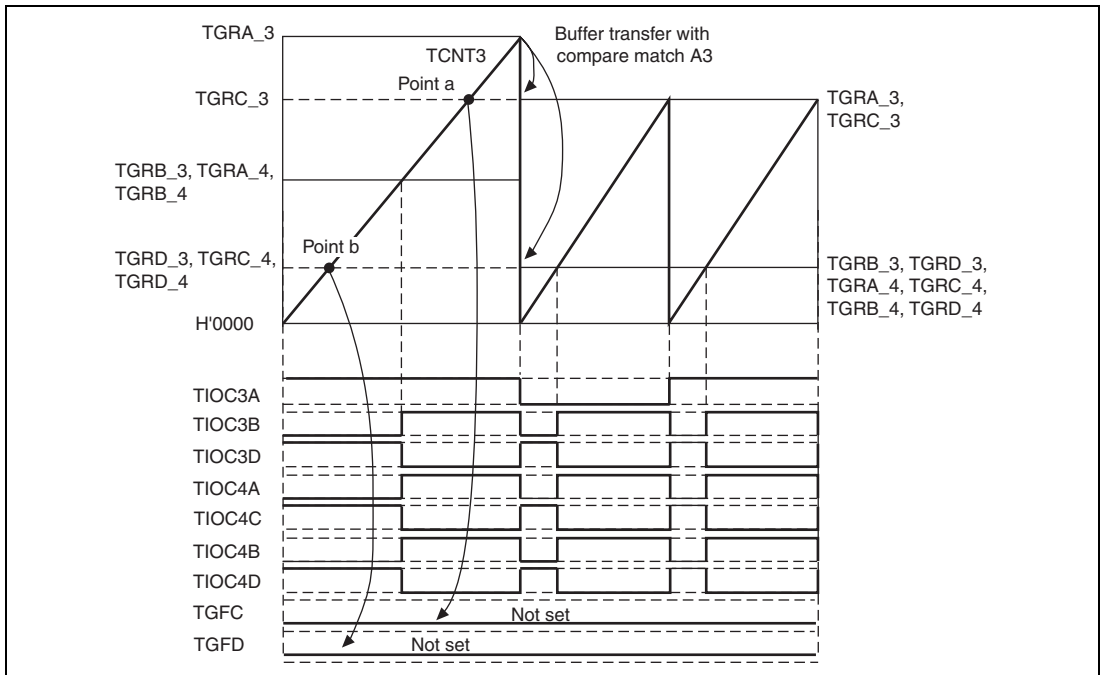 TGRA_3
TCNT3
Buffer transfer with
compare match A3
Point a
TGRC_3
TGRA_3,
TGRC_3
TGRB_3, TGRA_4,
TGRB_4
Point b
TGRD_3, TGRC_4,
TGRD_4
TGRB_3, TGRD_3,
TGRA_4, TGRC_4,
TGRB_4, TGRD_4
H'0000
TIOC3A
TIOC3B
TIOC3D
TIOC4A
TIOC4C
TIOC4B
TIOC4D
TGFC
Not set
TGFD
Not set